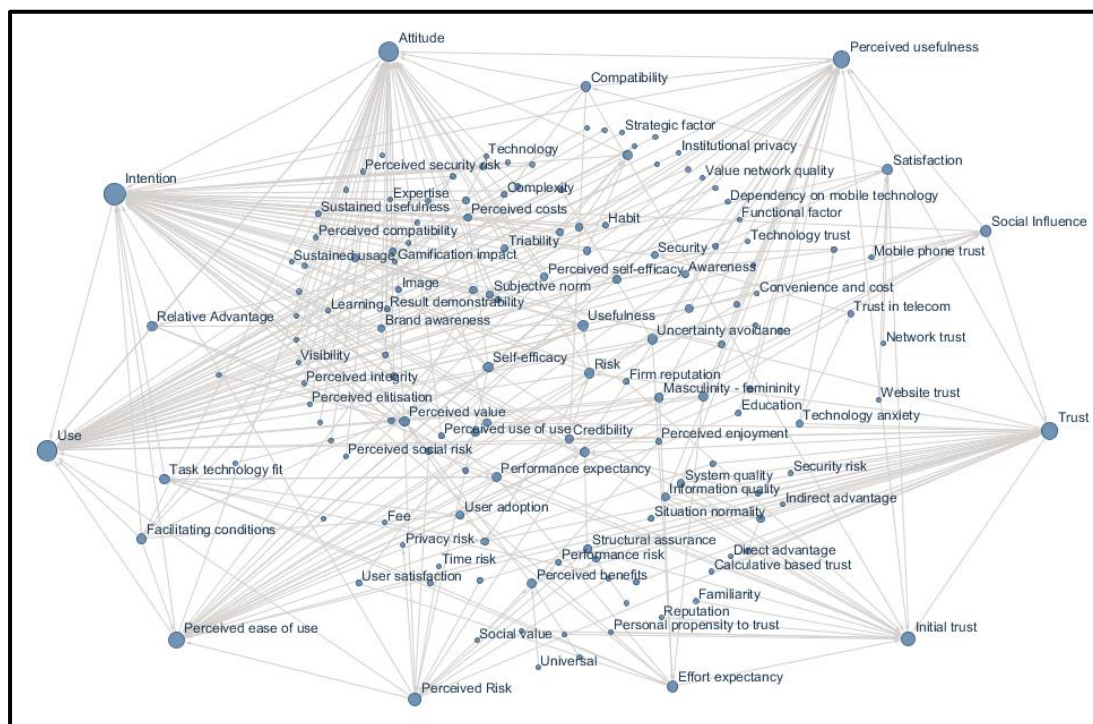 Attitude
Perceived usefulness
Compatibility
Strategic factor
Technology
Institutional privacy
Perceived security risk
Satisfaction
Value network quality
Intention
Expertise
Complexity
Dependency on mobile technology
Sustained usefulness
Perceived costs
Habit
Functional factor
Social Influence
Perceived compatibility
Triability
Security
Technology trust
Sustained usage
Gamification impact
Mobile phone trust
Perceived self-efficacy
Awareness
Image
Subjective norm
Convenience and cost
Learning
Result demonstrability
Trust in telecom
Relative Advantage
Brand awareness
Usefulness
Uncertainty avoidance
Network trust
Visibility
Self-efficacy
Risk
Perceived integrity
Firm reputation
Masculinity - femininity
Website trust
Perceived elitisation
Perceived value
Education
Technology anxiety
Use
Perceived use of use
Credibility
Perceived enjoyment
Trust
Perceived social risk
Task technology fit
Performance expectancy
System quality
Security risk
Information quality
Indirect advantage
Fee
User adoption
Situation normality
Facilitating conditions
Privacy risk
Structural assurance
Time risk
Performance risk
Direct advantage
Calculative based trust
User satisfaction
Perceived benefits
Familiarity
Reputation
Perceived ease of use
Social value
Personal propensity to trust
Initial trust
Universal
Effort expectancy
Perceived Risk